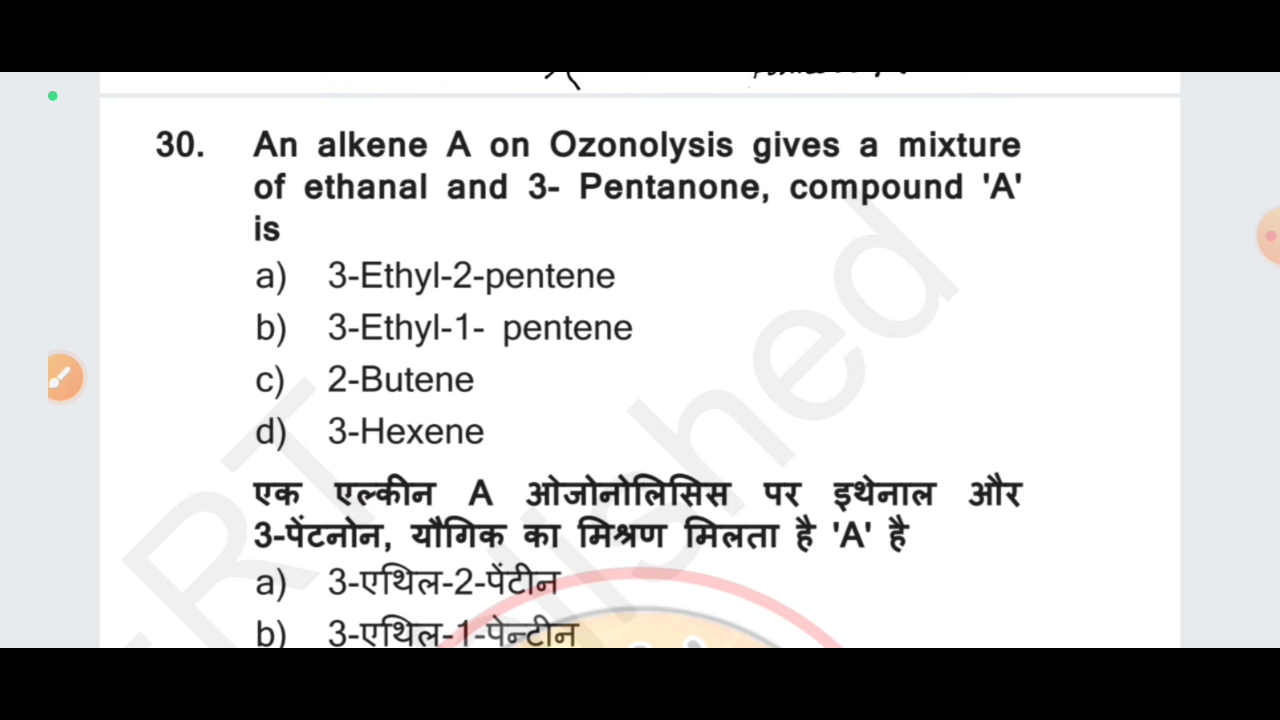 30. An alkene A on Ozonolysis gives a mixture
of ethanal and 3- Pentanone, compound 'A'
is
a) 3-Ethyl-2-pentene
b) 3-Ethyl-1- pentene
c) 2-Butene
d) 3-Hexene
एक एल्कीन A ओजोनोलिसिस पर इथेनाल और
3-पेंटनोन, यौगिक का मिश्रण मिलता है 'A' है
a) 3-एथिल-2-पेंटीन
b) 3-एथिल-1-पेन्टीन